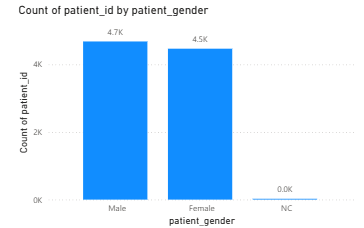 Count of patient_id by patient_gender
4.7K
4.5K
4K
2K
0.0K
0K
Male Female NC
Count of patient_id
patient_gender